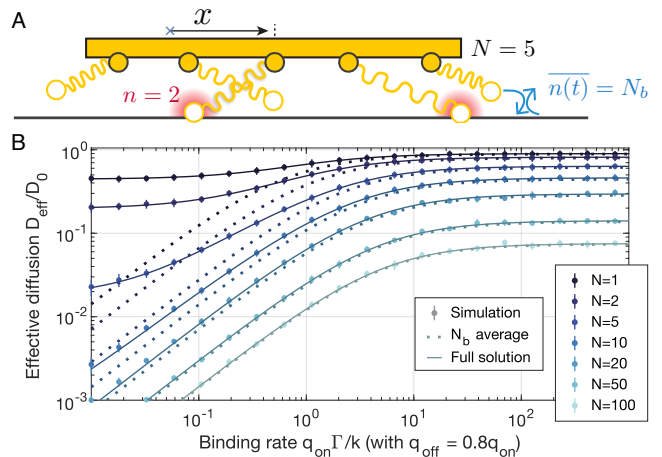 A
x
N = 5
n = 2
n(t) = N_b
B
Effective diffusion D_eff/D_0
10^0
10^-1
10^-2
10^-3
Simulation
N_b average
Full solution
N=1
N=2
N=5
N=10
N=20
N=50
N=100
10^-1
10^0
10^1
10^2
Binding rate q_onΓ/k (with q_off = 0.8q_on)